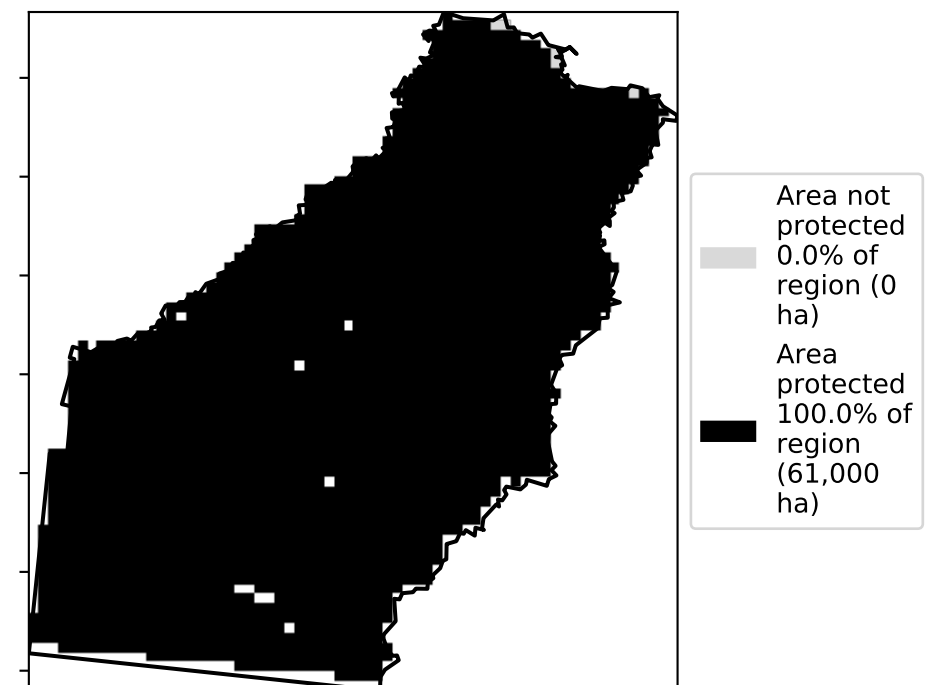 Area not
protected
0.0% of
region (0
ha)
Area
protected
100.0% of
region
(61,000
ha)